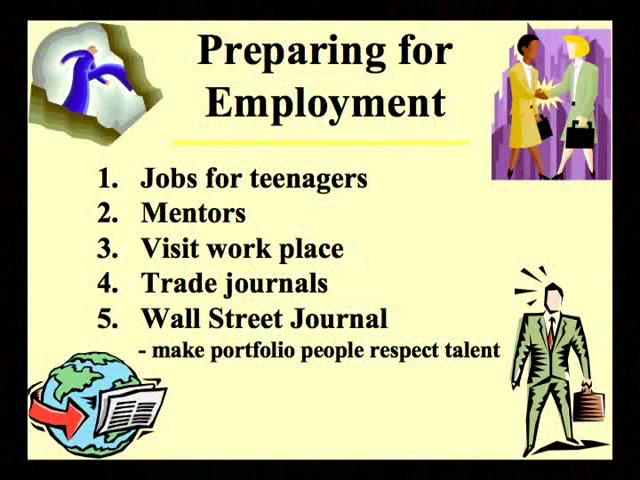 Preparing for
Employment
1. Jobs for teenagers
2. Mentors
3. Visit work place
4. Trade journals
5. Wall Street Journal
- make portfolio people respect talent